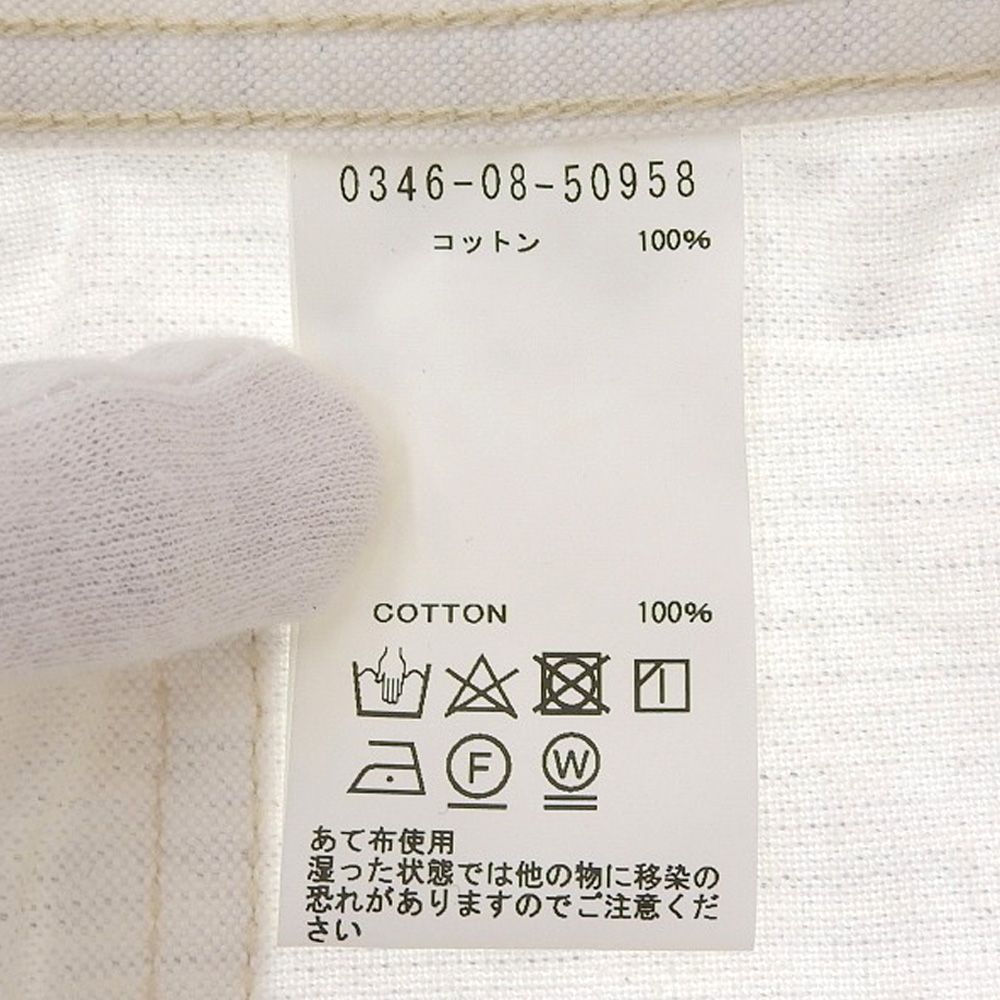 0346-08-50958
コットン 100%
COTTON 100%
F W
あて布使用
湿った状態では他の物に移染の
恐れがありますのでご注意くだ
さい